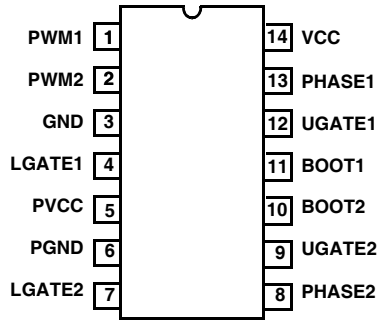 PWM1 1 14 VCC
PWM2 2 13 PHASE1
GND 3 12 UGATE1
LGATE1 4 11 BOOT1
PVCC 5 10 BOOT2
PGND 6 9 UGATE2
LGATE2 7 8 PHASE2